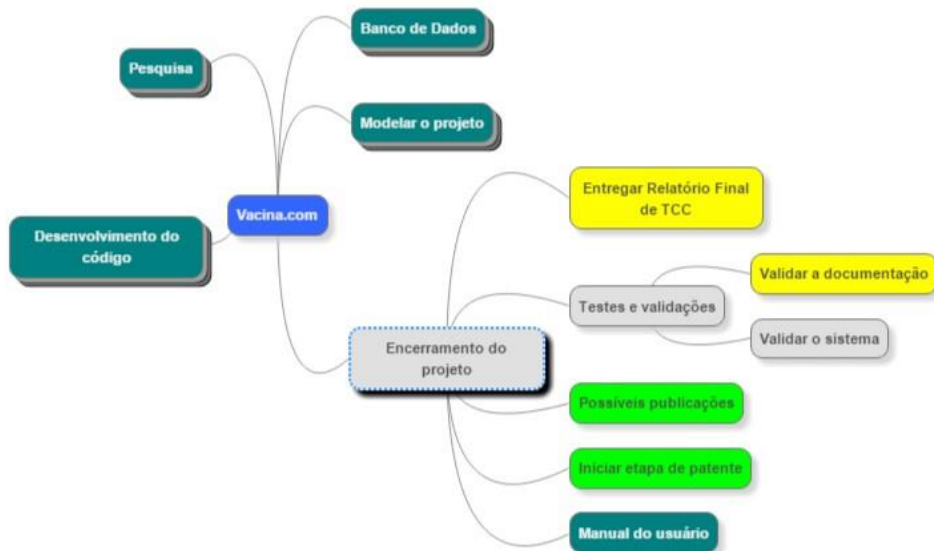 Banco de Dados
Pesquisa
Modelar o projeto
Entregar Relatório Final
de TCC
Vacina.com
Desenvolvimento do
código
Validar a documentação
Testes e validações
Validar o sistema
Encerramento do
projeto
Possíveis publicações
Iniciar etapa de patente
Manual do usuário